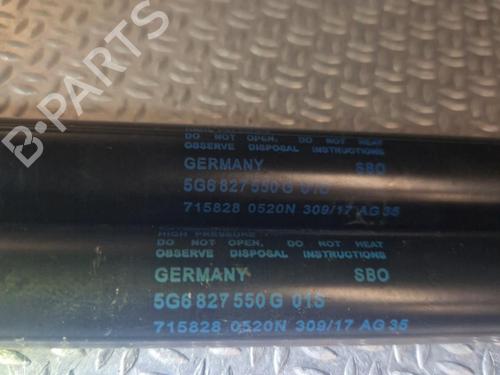 B-PARTS
DO NOT OPEN, DO NOT HEAT
OBSERVE DISPOSAL INSTRUCTIONS
GERMANY SBO
5G6 827 550 G 01S
715828 0520N 309/17 AG 35
HIGH PRESSURE
DO NOT OPEN, DO NOT HEAT
OBSERVE DISPOSAL INSTRUCTIONS
GERMANY SBO
5G6 827 550 G 01S
715828 0520N 309/17 AG 35